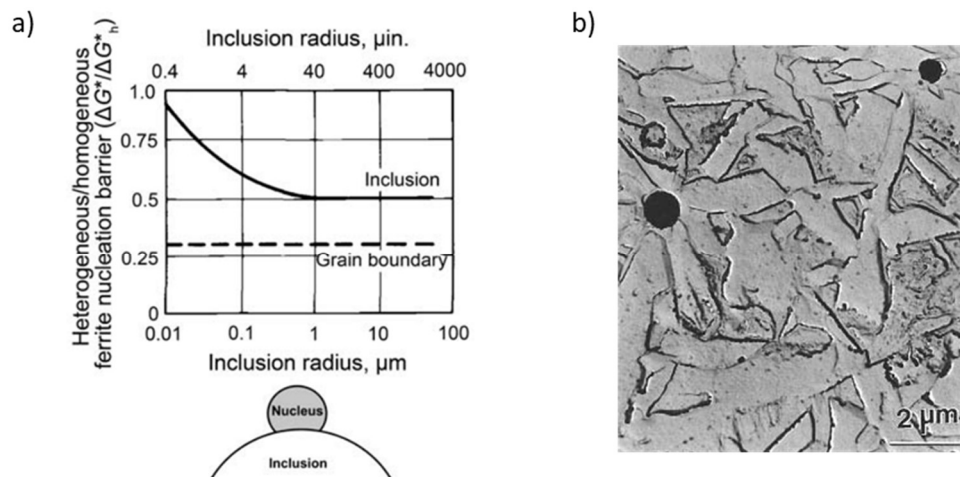 a)
Inclusion radius, µin.
0.4 4 40 400 4000
Heterogeneous/homogeneous
ferrite nucleation barrier (ΔG*/ΔG*h)
1.0
0.75
0.5
0.25
0
Inclusion
Grain boundary
0.01 0.1 1 10 100
Inclusion radius, µm
Nucleus
Inclusion
b)
2 µm